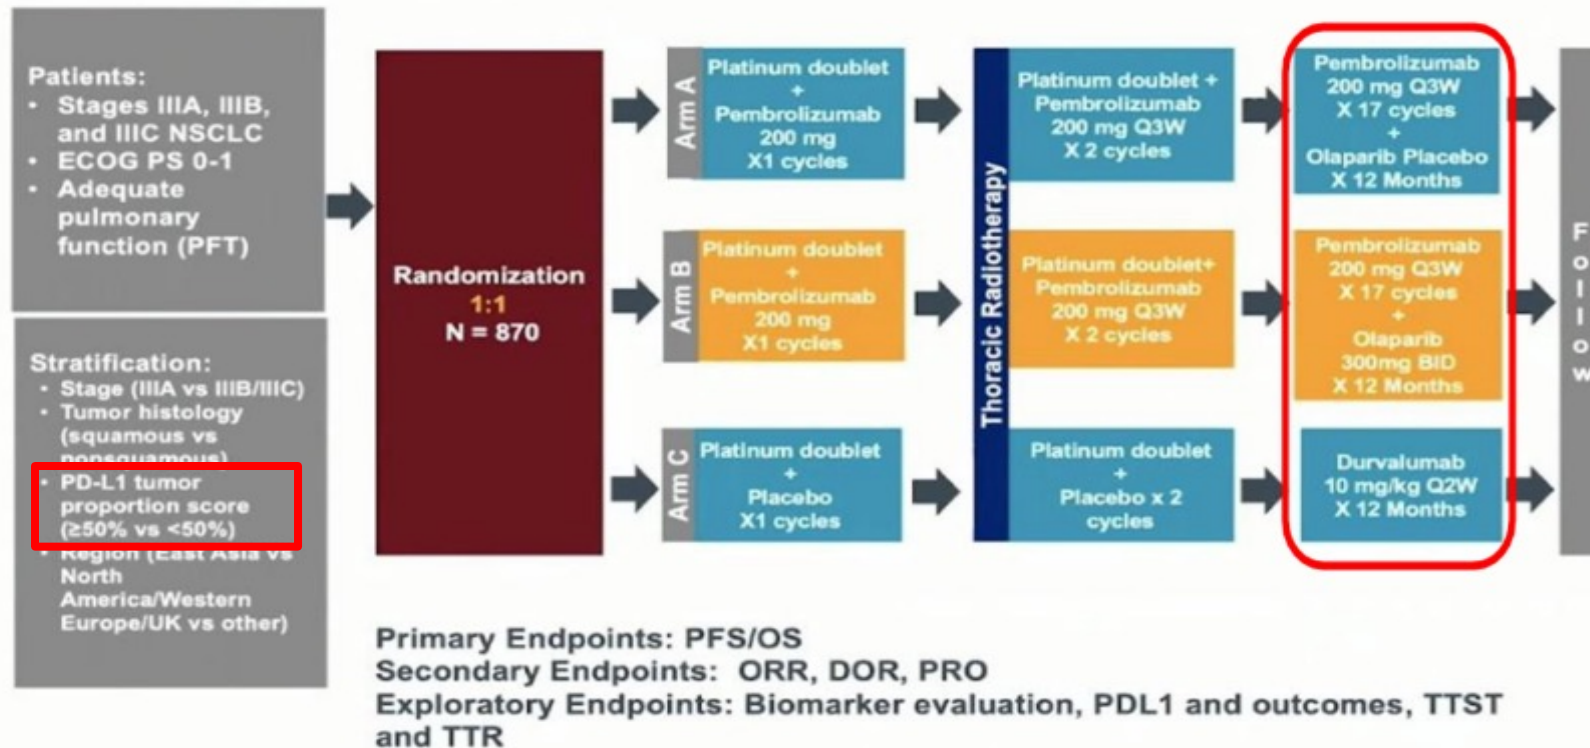 Patients:
• Stages IIIA, IIIB,
and IIIC NSCLC
• ECOG PS 0-1
• Adequate
pulmonary
function (PFT)
Stratification:
• Stage (IIIA vs IIIB/IIIC)
• Tumor histology
(squamous vs
nonsquamous)
• PD-L1 tumor
proportion score
(≥50% vs <50%)
• Region (East Asia vs
North
America/Western
Europe/UK vs other)
Randomization
1:1
N = 870
Arm A
Platinum doublet
+
Pembrolizumab
200 mg
X1 cycles
Arm B
Platinum doublet
+
Pembrolizumab
200 mg
X1 cycles
Arm C
Platinum doublet
+
Placebo
X1 cycles
Thoracic Radiotherapy
Platinum doublet +
Pembrolizumab
200 mg Q3W
X 2 cycles
Platinum doublet+
Pembrolizumab
200 mg Q3W
X 2 cycles
Platinum doublet
+
Placebo x 2
cycles
Pembrolizumab
200 mg Q3W
X 17 cycles
+
Olaparib Placebo
X 12 Months
Pembrolizumab
200 mg Q3W
X 17 cycles
+
Olaparib
300mg BID
X 12 Months
Durvalumab
10 mg/kg Q2W
X 12 Months
F
o
l
l
o
w
Primary Endpoints: PFS/OS
Secondary Endpoints: ORR, DOR, PRO
Exploratory Endpoints: Biomarker evaluation, PDL1 and outcomes, TTST
and TTR